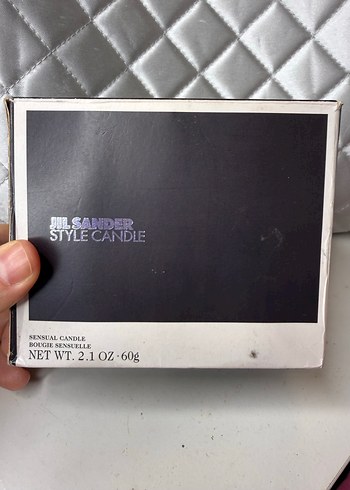 JIL SANDER
STYLE CANDLE
SENSUAL CANDLE
BOUGIE SENSUELLE
NET WT. 2.1 OZ · 60g